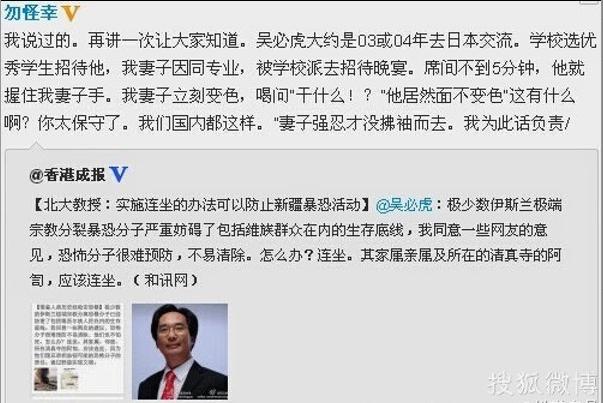 勿怪幸 V
我说过的。再讲一次让大家知道。吴必虎大约是03或04年去日本交流。学校选优
秀学生招待他，我妻子因同专业，被学校派去招待晚宴。席间不到5分钟，他就
握住我妻子手。我妻子立刻变色，喝问"干什么！？"他居然面不变色"这有什么
啊？你太保守了。我们国内都这样。"妻子强忍才没拂袖而去。我为此话负责/
@香港成报 V
【北大教授：实施连坐的办法可以防止新疆暴恐活动】@吴必虎：极少数伊斯兰极端
宗教分裂暴恐分子严重妨碍了包括维族群众在内的生存底线，我同意一些网友的意
见，恐怖分子很难预防，不易清除。怎么办？连坐。其家属亲属及所在的清真寺的阿
訇，应该连坐。（和讯网）
搜狐微博